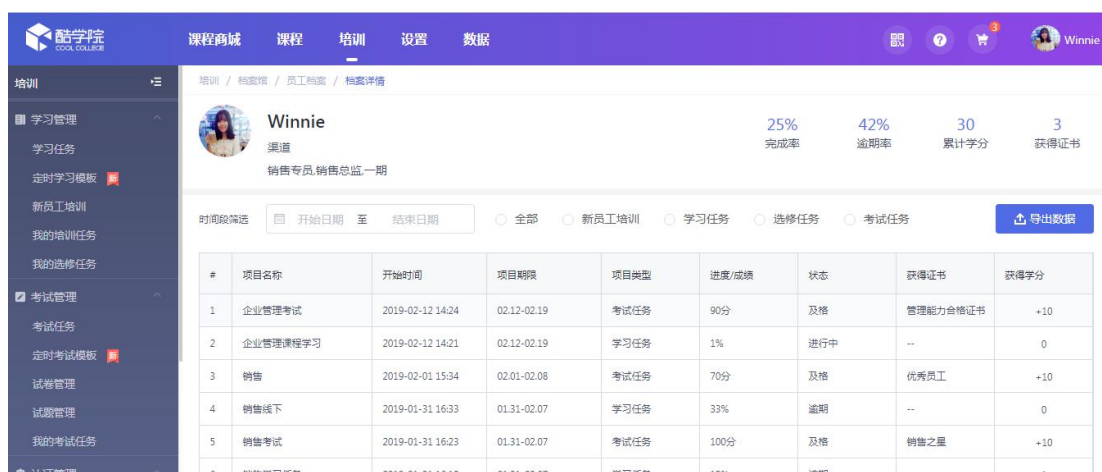 酷学院
COOL COLLEGE
课程商城 课程 培训 设置 数据
3
Winnie
培训
培训 / 档案馆 / 员工档案 / 档案详情
学习管理
学习任务
定时学习模板 新
新员工培训
我的培训任务
我的选修任务
考试管理
考试任务
定时考试模板 新
试卷管理
试题管理
我的考试任务
Winnie
渠道
销售专员,销售总监,一期
25% 42% 30 3
完成率 逾期率 累计学分 获得证书
时间段筛选 开始日期 至 结束日期 全部 新员工培训 学习任务 选修任务 考试任务 导出数据
# 项目名称 开始时间 项目期限 项目类型 进度/成绩 状态 获得证书 获得学分
1 企业管理考试 2019-02-12 14:24 02.12-02.19 考试任务 90分 及格 管理能力合格证书 +10
2 企业管理课程学习 2019-02-12 14:21 02.12-02.19 学习任务 1% 进行中 -- 0
3 销售 2019-02-01 15:34 02.01-02.08 考试任务 70分 及格 优秀员工 +10
4 销售线下 2019-01-31 16:33 01.31-02.07 学习任务 33% 逾期 -- 0
5 销售考试 2019-01-31 16:23 01.31-02.07 考试任务 100分 及格 销售之星 +10